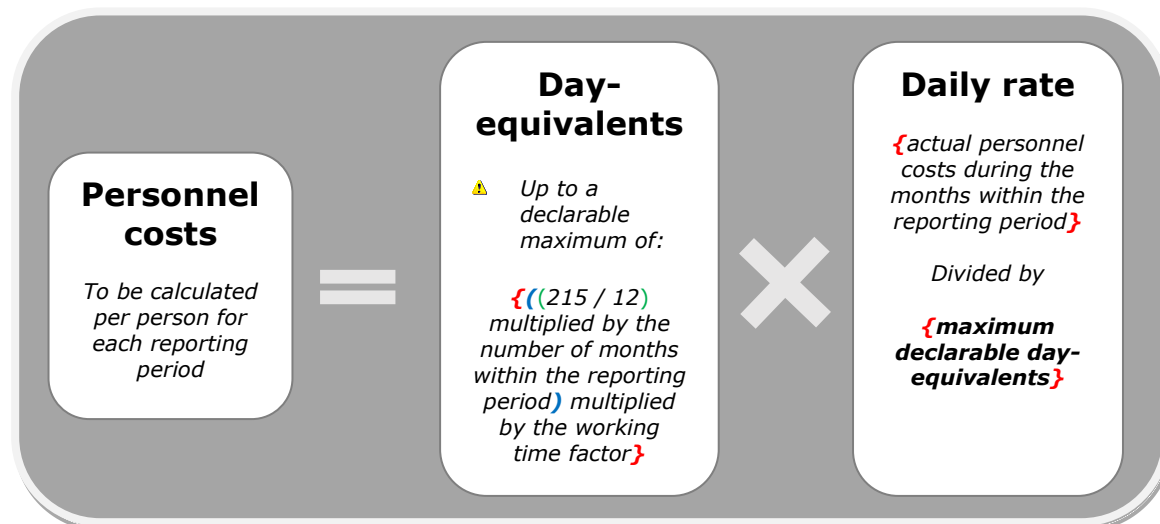 Personnel
costs
To be calculated
per person for
each reporting
period
=
Day-
equivalents
Up to a
declarable
maximum of:
{((215 / 12)
multiplied by the
number of months
within the reporting
period) multiplied
by the working
time factor}
×
Daily rate
{actual personnel
costs during the
months within the
reporting period}
Divided by
{maximum
declarable day-
equivalents}